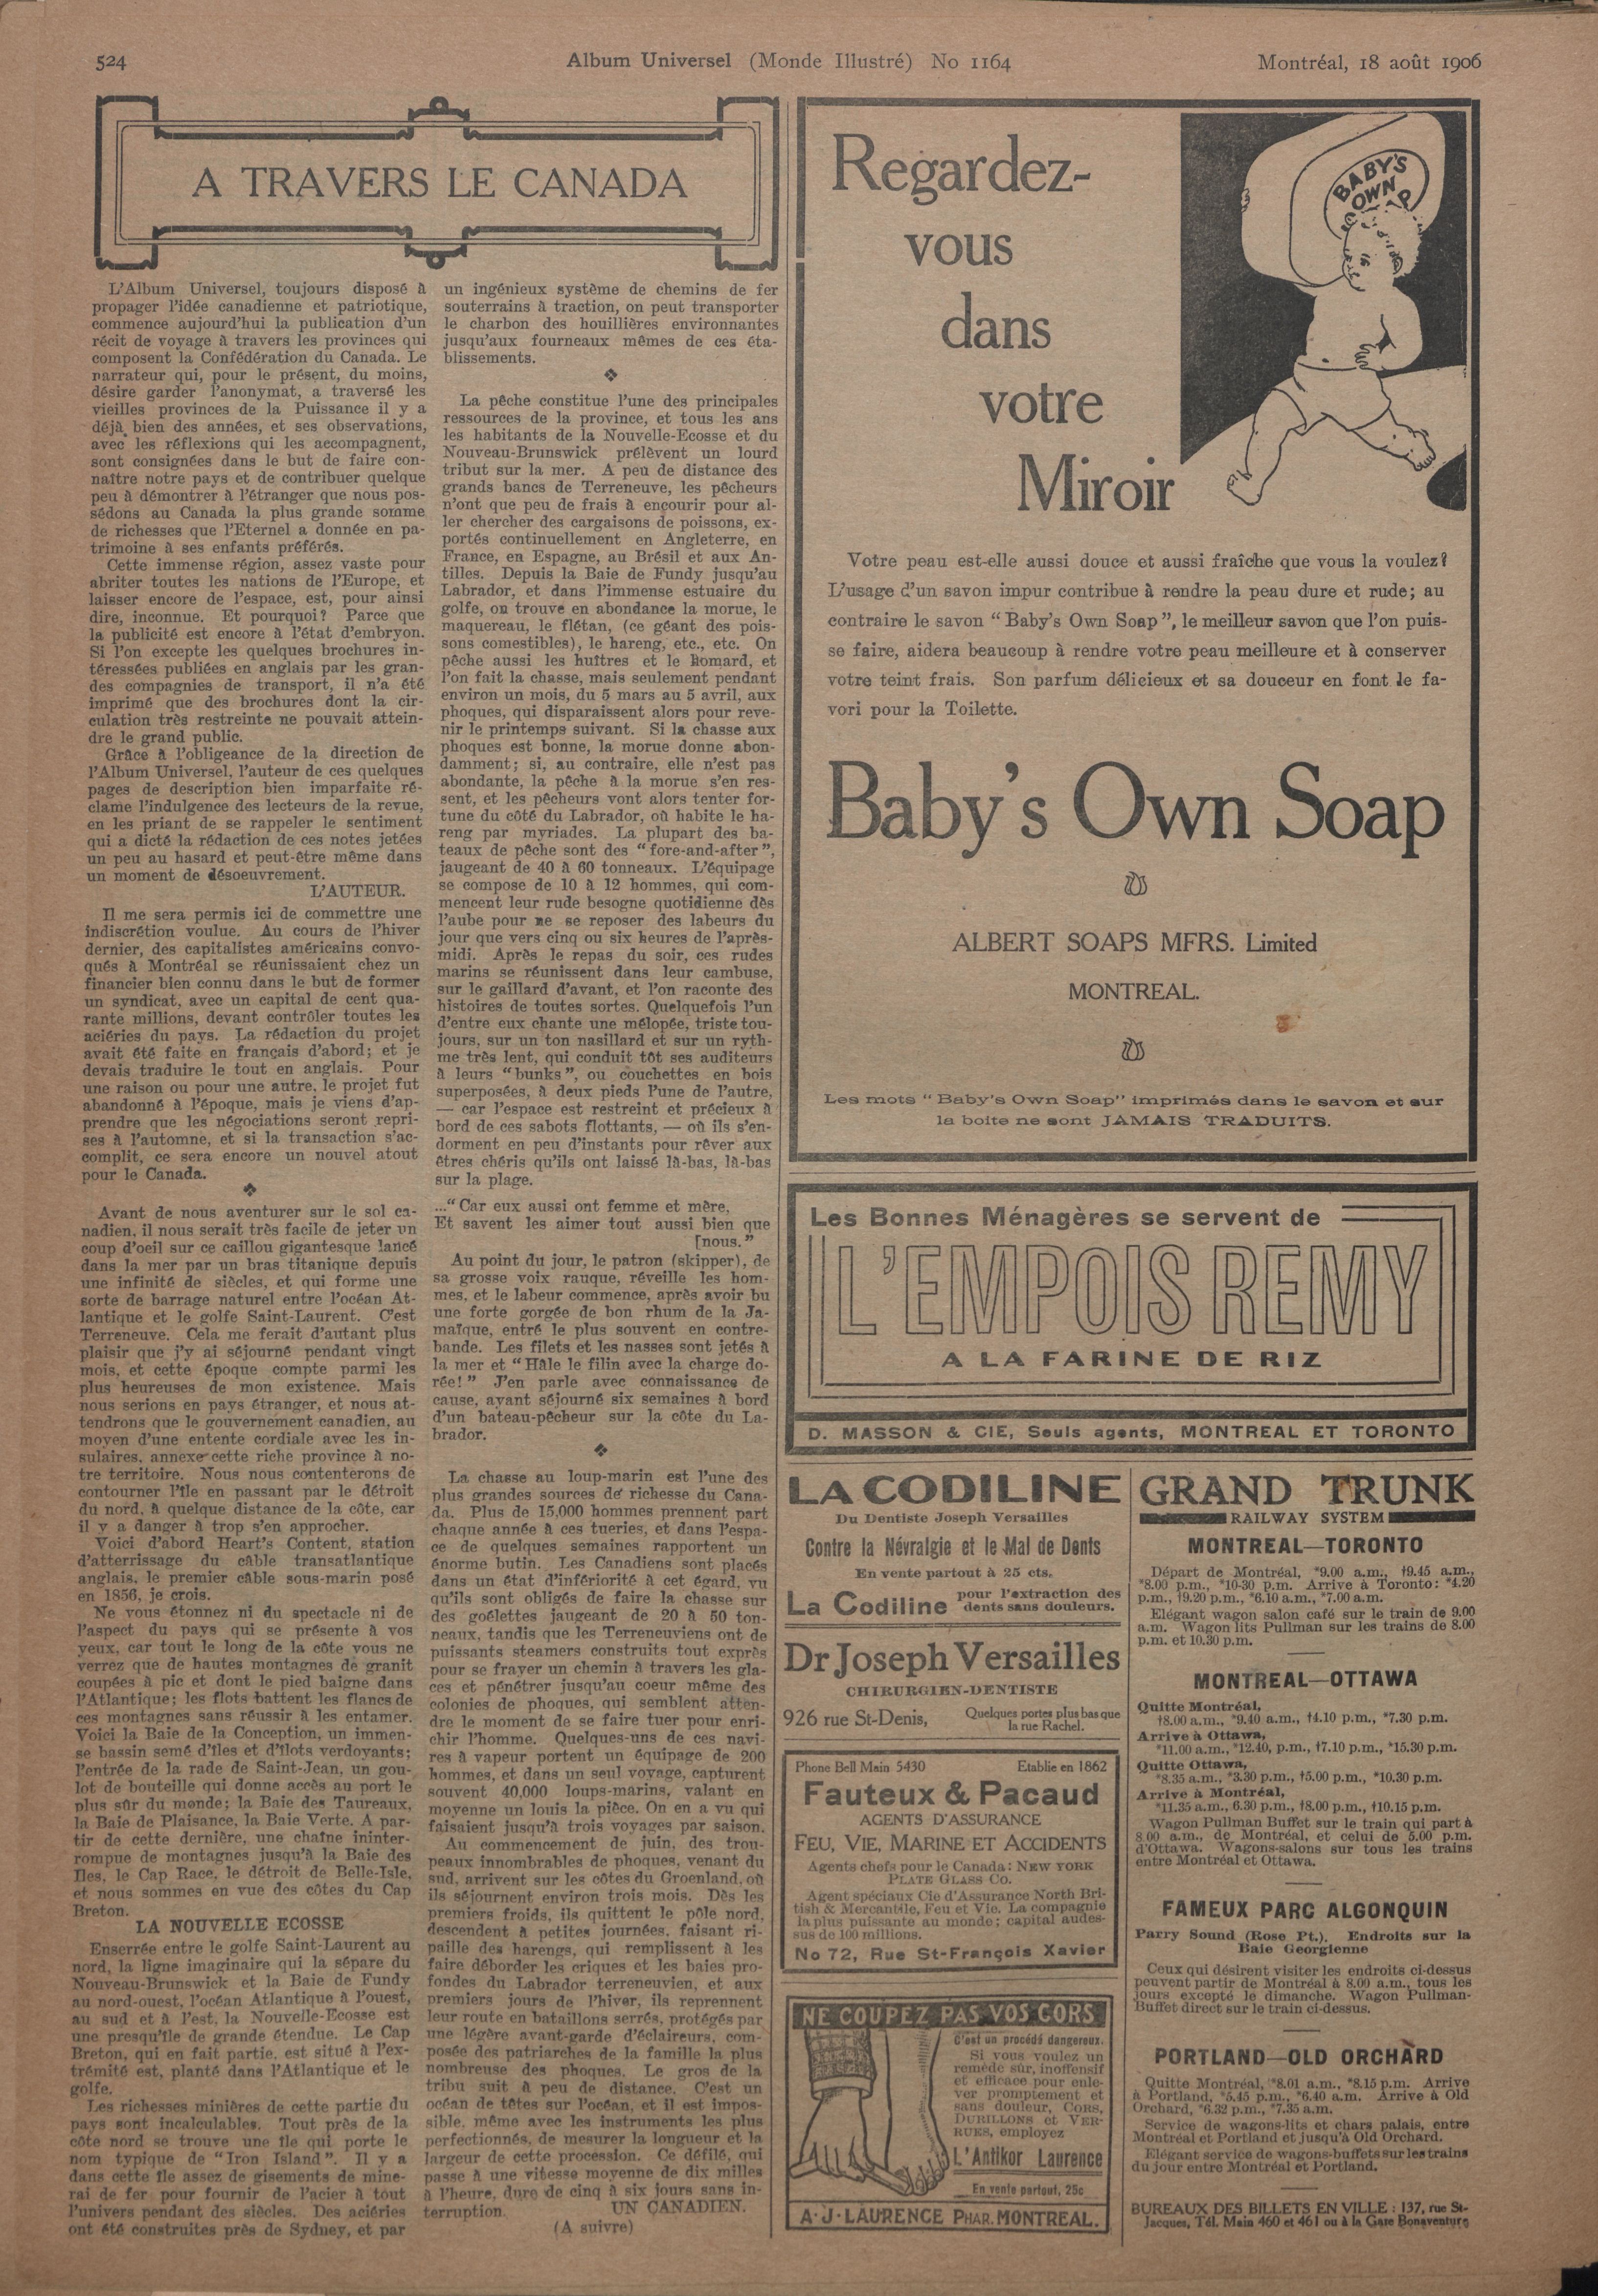 524
Album Universel (Monde Illustré) No 1164
Montréal, 18 août 1906
A TRAVERS LE CANADA
L'Album Universel, toujours disposé à
propager l'idée canadienne et patriotique,
commence aujourd'hui la publication d'un
récit de voyage à travers les provinces qui
composent la Confédération du Canada. Le
narrateur qui, pour le présent, du moins,
désire garder l'anonymat, a traversé les
vieilles provinces de la Puissance il y a
déjà bien des années, et ses observations,
avec les réflexions qui les accompagnent,
sont consignées dans le but de faire con-
naître notre pays et de contribuer quelque
peu à démontrer à l'étranger que nous pos-
sédons au Canada la plus grande somme
de richesses que l'Eternel a donnée en pa-
trimoine à ses enfants préférés.
Cette immense région, assez vaste pour
abriter toutes les nations de l'Europe, et
laisser encore de l'espace, est, pour ainsi
dire, inconnue. Et pourquoi? Parce que
la publicité est encore à l'état d'embryon.
Si l'on excepte les quelques brochures in-
téressées publiées en anglais par les gran-
des compagnies de transport, il n'a été
imprimé que des brochures dont la cir-
culation très restreinte ne pouvait attein-
dre le grand public.
Grâce à l'obligeance de la direction de
l'Album Universel, l'auteur de ces quelques
pages de description bien imparfaite ré-
clame l'indulgence des lecteurs de la revue,
en les priant de se rappeler le sentiment
qui a dicté la rédaction de ces notes jetées
un peu au hasard et peut-être même dans
un moment de désoeuvrement.
L'AUTEUR.
Il me sera permis ici de commettre une
indiscrétion voulue. Au cours de l'hiver
dernier, des capitalistes américains convo-
qués à Montréal se réunissaient chez un
financier bien connu dans le but de former
un syndicat, avec un capital de cent qua-
rante millions, devant contrôler toutes les
aciéries du pays. La rédaction du projet
avait été faite en français d'abord; et je
devais traduire le tout en anglais. Pour
une raison ou pour une autre, le projet fut
abandonné à l'époque, mais je viens d'ap-
prendre que les négociations seront repri-
ses à l'automne, et si la transaction s'ac-
complit, ce sera encore un nouvel atout
pour le Canada.
Avant de nous aventurer sur le sol ca-
nadien, il nous serait très facile de jeter un
coup d'oeil sur ce caillou gigantesque lancé
dans la mer par un bras titanique depuis
une infinité de siècles, et qui forme une
sorte de barrage naturel entre l'océan At-
lantique et le golfe Saint-Laurent. C'est
Terreneuve. Cela me ferait d'autant plus
plaisir que j'y ai séjourné pendant vingt
mois, et cette époque compte parmi les
plus heureuses de mon existence. Mais
nous serions en pays étranger, et nous at-
tendrons que le gouvernement canadien, au
moyen d'une entente cordiale avec les in-
sulaires, annexe cette riche province à no-
tre territoire. Nous nous contenterons de
contourner l'île en passant par le détroit
du nord, à quelque distance de la côte, car
il y a danger à trop s'en approcher.
Voici d'abord Heart's Content, station
d'atterrissage du câble transatlantique
anglais, le premier câble sous-marin posé
en 1856, je crois.
Ne vous étonnez ni du spectacle ni de
l'aspect du pays qui se présente à vos
yeux, car tout le long de la côte vous ne
verrez que de hautes montagnes de granit
coupées à pic et dont le pied baigne dans
l'Atlantique; les flots battent les flancs de
ces montagnes sans réussir à les entamer.
Voici la Baie de la Conception, un immen-
se bassin semé d'îles et d'îlots verdoyants;
l'entrée de la rade de Saint-Jean, un gou-
lot de bouteille qui donne accès au port le
plus sûr du monde; la Baie des Taureaux,
la Baie de Plaisance, la Baie Verte. A par-
tir de cette dernière, une chaîne ininter-
rompue de montagnes jusqu'à la Baie des
Iles, le Cap Race, le détroit de Belle-Isle,
et nous sommes en vue des côtes du Cap
Breton.
LA NOUVELLE ECOSSE
Enserrée entre le golfe Saint-Laurent au
nord, la ligne imaginaire qui la sépare du
Nouveau-Brunswick et la Baie de Fundy
au nord-ouest, l'océan Atlantique à l'ouest,
au sud et à l'est, la Nouvelle-Ecosse est
une presqu'île de grande étendue. Le Cap
Breton, qui en fait partie, est situé à l'ex-
trémité est, planté dans l'Atlantique et le
golfe.
Les richesses minières de cette partie du
pays sont incalculables. Tout près de la
côte nord se trouve une île qui porte le
nom typique de "Iron Island". Il y a
dans cette île assez de gisements de mine-
rai de fer pour fournir de l'acier à tout
l'univers pendant des siècles. Des aciéries
ont été construites près de Sydney, et par
un ingénieux système de chemins de fer
souterrains à traction, on peut transporter
le charbon des houillières environnantes
jusqu'aux fourneaux mêmes de ces éta-
blissements.
La pêche constitue l'une des principales
ressources de la province, et tous les ans
les habitants de la Nouvelle-Ecosse et du
Nouveau-Brunswick prélèvent un lourd
tribut sur la mer. A peu de distance des
grands bancs de Terreneuve, les pêcheurs
n'ont que peu de frais à encourir pour al-
ler chercher des cargaisons de poissons, ex-
portés continuellement en Angleterre, en
France, en Espagne, au Brésil et aux An-
tilles. Depuis la Baie de Fundy jusqu'au
Labrador, et dans l'immense estuaire du
golfe, on trouve en abondance la morue, le
maquereau, le flétan, (ce géant des pois-
sons comestibles), le hareng, etc., etc. On
pêche aussi les huîtres et le homard, et
l'on fait la chasse, mais seulement pendant
environ un mois, du 5 mars au 5 avril, aux
phoques, qui disparaissent alors pour reve-
nir le printemps suivant. Si la chasse aux
phoques est bonne, la morue donne abon-
damment; si, au contraire, elle n'est pas
abondante, la pêche à la morue s'en res-
sent, et les pêcheurs vont alors tenter for-
tune du côté du Labrador, où habite le ha-
reng par myriades. La plupart des ba-
teaux de pêche sont des "fore-and-after",
jaugeant de 40 à 60 tonneaux. L'équipage
se compose de 10 à 12 hommes, qui com-
mencent leur rude besogne quotidienne dès
l'aube pour ne se reposer des labeurs du
jour que vers cinq ou six heures de l'après-
midi. Après le repas du soir, ces rudes
marins se réunissent dans leur cambuse,
sur le gaillard d'avant, et l'on raconte des
histoires de toutes sortes. Quelquefois l'un
d'entre eux chante une mélopée, triste tou-
jours, sur un ton nasillard et sur un ryth-
me très lent, qui conduit tôt ses auditeurs
à leurs "bunks", ou couchettes en bois
superposées, à deux pieds l'une de l'autre,
— car l'espace est restreint et précieux à
bord de ces sabots flottants, — où ils s'en-
dorment en peu d'instants pour rêver aux
êtres chéris qu'ils ont laissé là-bas, là-bas
sur la plage.
..."Car eux aussi ont femme et mère,
Et savent les aimer tout aussi bien que
[nous."
Au point du jour, le patron (skipper), de
sa grosse voix rauque, réveille les hom-
mes, et le labeur commence, après avoir bu
une forte gorgée de bon rhum de la Ja-
maïque, entré le plus souvent en contre-
bande. Les filets et les nasses sont jetés à
la mer et "Hâle le filin avec la charge do-
rée!" J'en parle avec connaissance de
cause, ayant séjourné six semaines à bord
d'un bateau-pêcheur sur la côte du La-
brador.
La chasse au loup-marin est l'une des
plus grandes sources de richesse du Cana-
da. Plus de 15,000 hommes prennent part
chaque année à ces tueries, et dans l'espa-
ce de quelques semaines rapportent un
énorme butin. Les Canadiens sont placés
dans un état d'infériorité à cet égard, vu
qu'ils sont obligés de faire la chasse sur
des goélettes jaugeant de 20 à 50 ton-
neaux, tandis que les Terreneuviens ont de
puissants steamers construits tout exprès
pour se frayer un chemin à travers les gla-
ces et pénétrer jusqu'au coeur même des
colonies de phoques, qui semblent atten-
dre le moment de se faire tuer pour enri-
chir l'homme. Quelques-uns de ces navi-
res à vapeur portent un équipage de 200
hommes, et dans un seul voyage, capturent
souvent 40,000 loups-marins, valant en
moyenne un louis la pièce. On en a vu qui
faisaient jusqu'à trois voyages par saison.
Au commencement de juin, des trou-
peaux innombrables de phoques, venant du
sud, arrivent sur les côtes du Groenland, où
ils séjournent environ trois mois. Dès les
premiers froids, ils quittent le pôle nord,
descendent à petites journées, faisant ri-
paille des harengs, qui remplissent à les
faire déborder les criques et les baies pro-
fondes du Labrador terreneuvien, et aux
premiers jours de l'hiver, ils reprennent
leur route en bataillons serrés, protégés par
une légère avant-garde d'éclaireurs, com-
posée des patriarches de la famille la plus
nombreuse des phoques. Le gros de la
tribu suit à peu de distance. C'est un
océan de têtes sur l'océan, et il est impos-
sible, même avec les instruments les plus
perfectionnés, de mesurer la longueur et la
largeur de cette procession. Ce défilé, qui
passe à une vitesse moyenne de dix milles
à l'heure, dure de cinq à six jours sans in-
terruption.
UN CANADIEN.
(A suivre)
Regardez-
vous
dans
votre
Miroir
BABY'S
OWN
Votre peau est-elle aussi douce et aussi fraîche que vous la voulez?
L'usage d'un savon impur contribue à rendre la peau dure et rude; au
contraire le savon "Baby's Own Soap", le meilleur savon que l'on puis-
se faire, aidera beaucoup à rendre votre peau meilleure et à conserver
votre teint frais. Son parfum délicieux et sa douceur en font le fa-
vori pour la Toilette.
Baby's Own Soap
ALBERT SOAPS MFRS. Limited
MONTREAL.
Les mots "Baby's Own Soap" imprimés dans le savon et sur
la boite ne sont JAMAIS TRADUITS.
Les Bonnes Ménagères se servent de
L'EMPOIS REMY
A LA FARINE DE RIZ
D. MASSON & CIE, Seuls agents, MONTREAL ET TORONTO
LA CODILINE
Du Dentiste Joseph Versailles
Contre la Névralgie et le Mal de Dents
En vente partout à 25 cts.
La Codiline pour l'extraction des
dents sans douleurs.
Dr Joseph Versailles
CHIRURGIEN-DENTISTE
926 rue St-Denis, Quelques portes plus bas que
la rue Rachel.
Phone Bell Main 5430 Etablie en 1862
Fauteux & Pacaud
AGENTS D'ASSURANCE
FEU, VIE, MARINE ET ACCIDENTS
Agents chefs pour le Canada: NEW YORK
PLATE GLASS CO.
Agent spéciaux Cie d'Assurance North Bri-
tish & Mercantile, Feu et Vie. La compagnie
la plus puissante au monde; capital audes-
sus de 100 millions.
No 72, Rue St-François Xavier
NE COUPEZ PAS VOS CORS
C'est un procédé dangereux.
Si vous voulez un
remède sûr, inoffensif
et efficace pour enle-
ver promptement et
sans douleur, CORS,
DURILLONS et VER-
RUES, employez
L'Antikor Laurence
En vente partout, 25c
A. J. LAURENCE PHAR. MONTREAL.
GRAND TRUNK
RAILWAY SYSTEM
MONTREAL—TORONTO
Départ de Montréal, *9.00 a.m., †9.45 a.m.,
*8.00 p.m., *10-30 p.m. Arrive à Toronto: *4.20
p.m., †9.20 p.m., *6.10 a.m., *7.00 a.m.
Elégant wagon salon café sur le train de 9.00
a.m. Wagon lits Pullman sur les trains de 8.00
p.m. et 10.30 p.m.
MONTREAL—OTTAWA
Quitte Montréal,
†8.00 a.m., *9.40 a.m., †4.10 p.m., *7.30 p.m.
Arrive à Ottawa,
*11.00 a.m., *12.40, p.m., †7.10 p.m., *15.30 p.m.
Quitte Ottawa,
*8.35 a.m., *3.30 p.m., †5.00 p.m., *10.30 p.m.
Arrive à Montréal,
*11.35 a.m., 6.30 p.m., †8.00 p.m., †10.15 p.m.
Wagon Pullman Buffet sur le train qui part à
8.00 a.m., de Montréal, et celui de 5.00 p.m.
d'Ottawa. Wagons-salons sur tous les trains
entre Montréal et Ottawa.
FAMEUX PARC ALGONQUIN
Parry Sound (Rose Pt.). Endroits sur la
Baie Georgienne
Ceux qui désirent visiter les endroits ci-dessus
peuvent partir de Montréal à 8.00 a.m., tous les
jours excepté le dimanche. Wagon Pullman-
Buffet direct sur le train ci-dessus.
PORTLAND—OLD ORCHARD
Quitte Montréal, *8.01 a.m., *8.15 p.m. Arrive
à Portland, *5.45 p.m., *6.40 a.m. Arrive à Old
Orchard, *6.32 p.m., *7.35 a.m.
Service de wagons-lits et chars palais, entre
Montréal et Portland et jusqu'à Old Orchard.
Elégant service de wagons-buffets sur les trains
du jour entre Montréal et Portland.
BUREAUX DES BILLETS EN VILLE: 137, rue St-
Jacques, Tél. Main 460 et 461 ou à la Gare Bonaventure